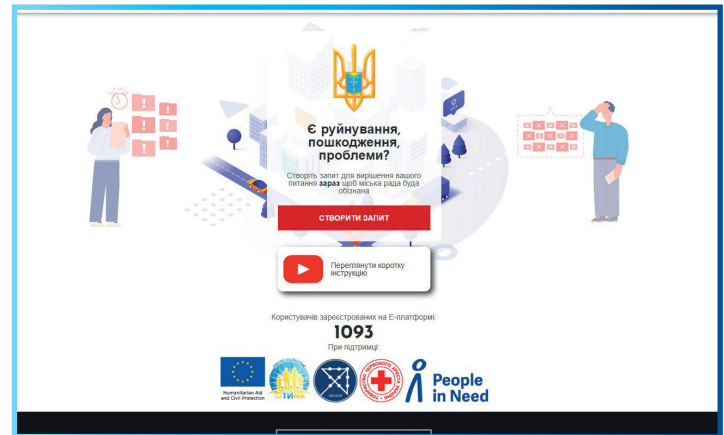 Є руйнування,
пошкодження,
проблеми?
Створіть запит для вирішення вашого
питання зараз щоб міська рада буда
обізнана
СТВОРИТИ ЗАПИТ
Переглянути коротку
інструкцію
Користувачів зареєстрованих на Е-платформі:
1093
При підтримці:
Humanitarian Aid
and Civil Protection
People
in Need